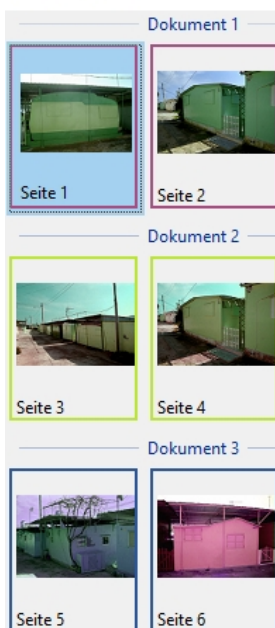 Dokument 1
Seite 1
Seite 2
Dokument 2
Seite 3
Seite 4
Dokument 3
Seite 5
Seite 6